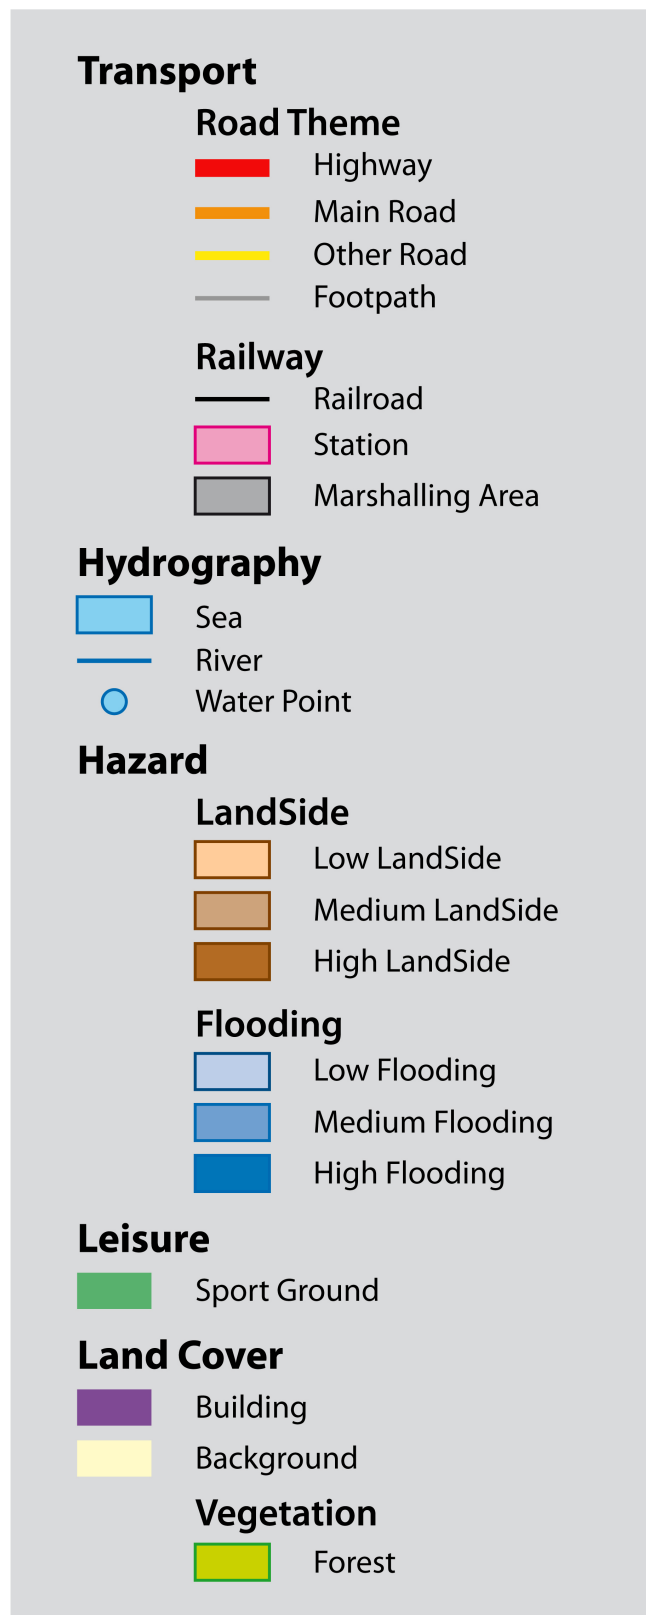 Transport
Road Theme
Highway
Main Road
Other Road
Footpath
Railway
Railroad
Station
Marshalling Area
Hydrography
Sea
River
Water Point
Hazard
LandSide
Low LandSide
Medium LandSide
High LandSide
Flooding
Low Flooding
Medium Flooding
High Flooding
Leisure
Sport Ground
Land Cover
Building
Background
Vegetation
Forest